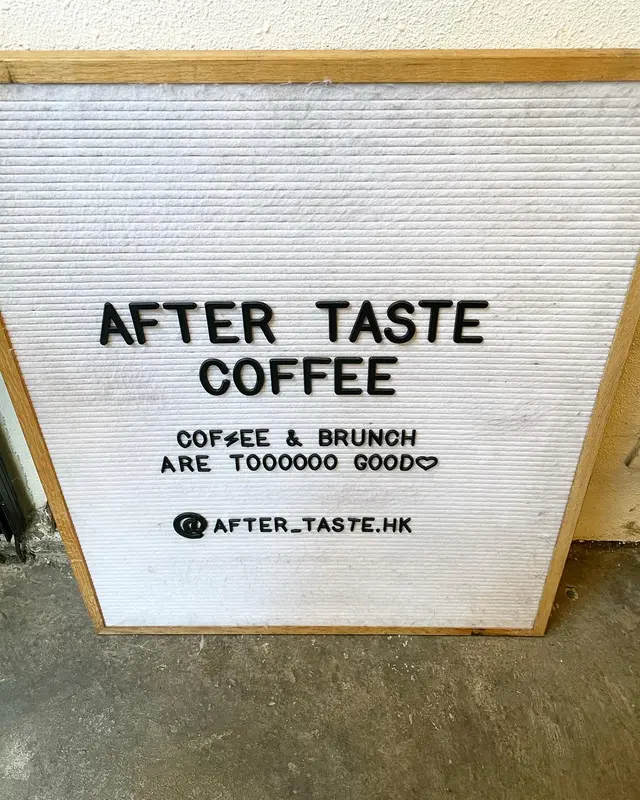 AFTER TASTE
COFFEE
COF⚡EE & BRUNCH
ARE TOOOOOO GOOD♡
@AFTER_TASTE.HK